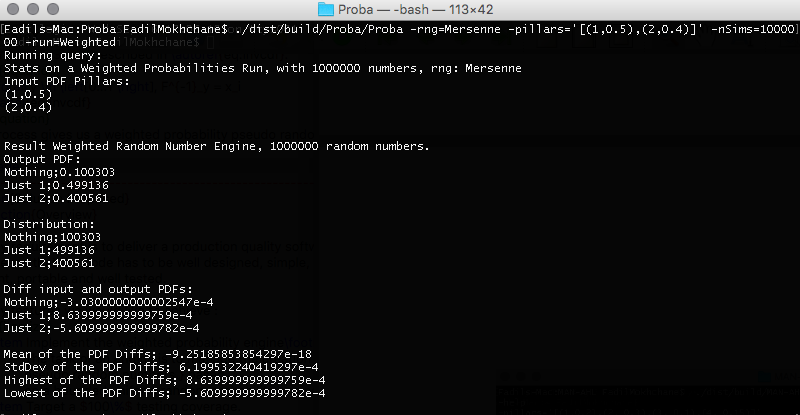 Proba — -bash — 113×42
[Fadils-Mac:Proba FadilMokhchane$ ./dist/build/Proba/Proba -rng=Mersenne -pillars='[(1,0.5),(2,0.4)]' -nSims=10000]
00 -run=Weighted
Running query:
Stats on a Weighted Probabilities Run, with 1000000 numbers, rng: Mersenne
Input PDF Pillars:
(1,0.5)
(2,0.4)
Result Weighted Random Number Engine, 1000000 random numbers.
Output PDF:
Nothing;0.100303
Just 1;0.499136
Just 2;0.400561
Distribution:
Nothing;100303
Just 1;499136
Just 2;400561
Diff input and output PDFs:
Nothing;-3.0300000000002547e-4
Just 1;8.639999999999759e-4
Just 2;-5.609999999999782e-4
Mean of the PDF Diffs; -9.25185853854297e-18
StdDev of the PDF Diffs; 6.199532240419297e-4
Highest of the PDF Diffs; 8.639999999999759e-4
Lowest of the PDF Diffs; -5.609999999999782e-4